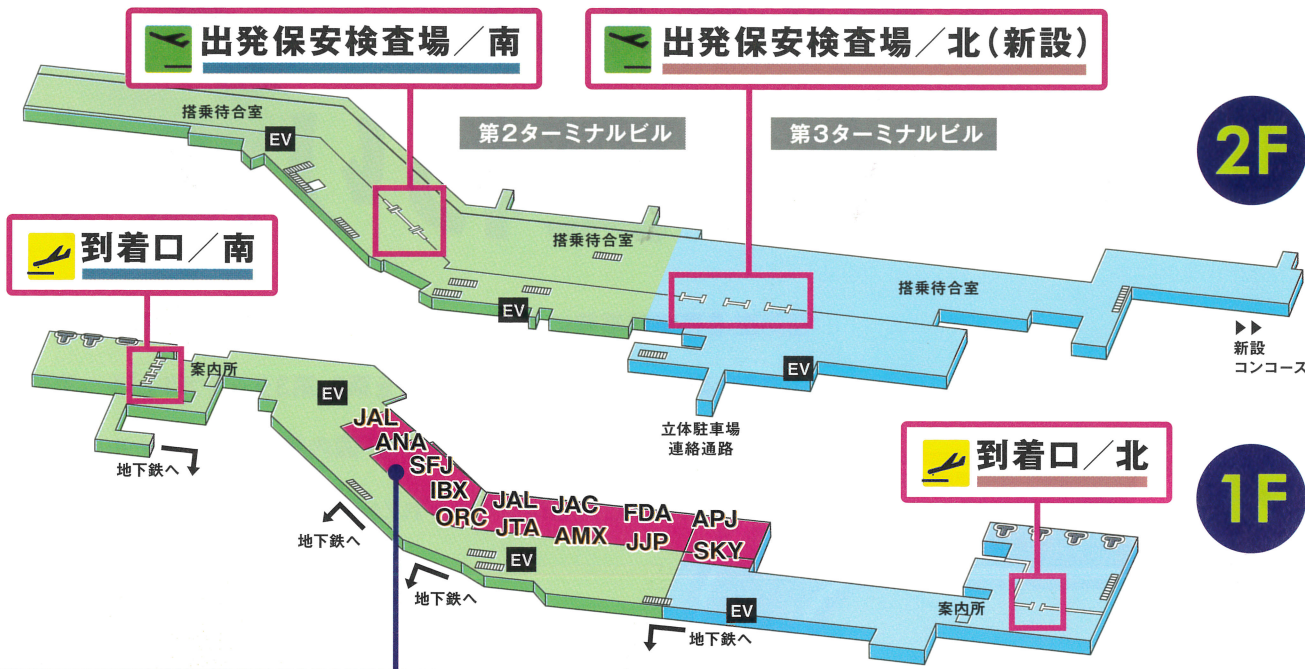 出発保安検査場／南
出発保安検査場／北(新設)
搭乗待合室
EV
第2ターミナルビル
第3ターミナルビル
2F
到着口／南
搭乗待合室
搭乗待合室
EV
EV
▶▶
新設
コンコース
立体駐車場
連絡通路
案内所
EV
地下鉄へ
JAL
ANA
SFJ
IBX
ORC
JAL
JTA
JAC
AMX
FDA
JJP
APJ
SKY
到着口／北
1F
地下鉄へ
EV
地下鉄へ
EV
地下鉄へ
案内所